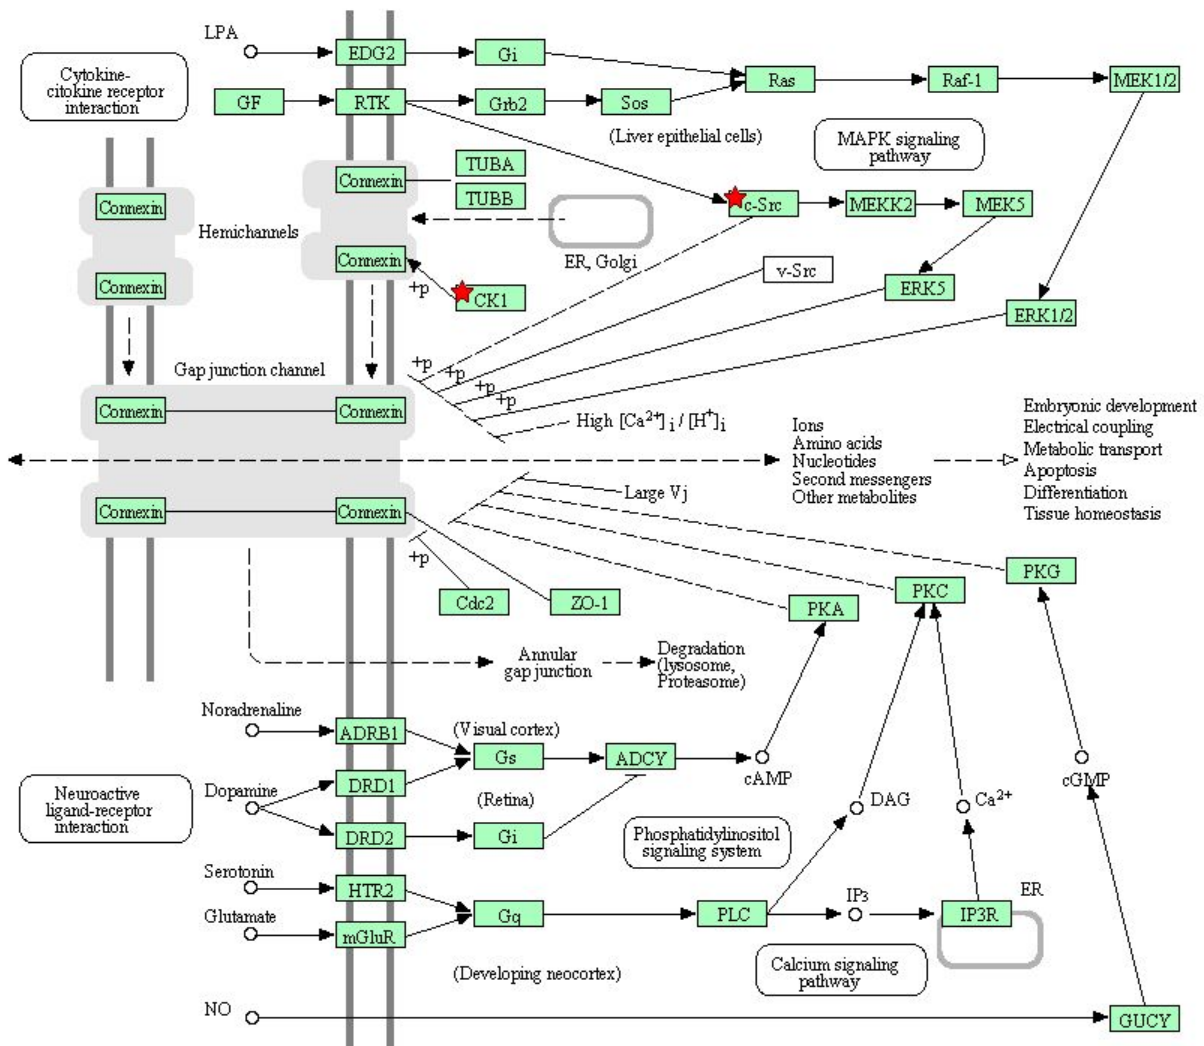 LPA
EDG2
Gi
Ras
Raf-1
MEK1/2
Cytokine-
citokine receptor
interaction
GF
RTK
Grb2
Sos
(Liver epithelial cells)
MAPK signaling
pathway
Connexin
TUBA
TUBB
Connexin
Hemichannels
c-Src
MEKK2
MEK5
Connexin
ER, Golgi
v-Src
Connexin
+p
CK1
ERK5
ERK1/2
Gap junction channel
+p
+p
+p
+p
Connexin
Connexin
High [Ca2+]i / [H+]i
Ions
Amino acids
Nucleotides
Second messengers
Other metabolites
Embryonic development
Electrical coupling
Metabolic transport
Apoptosis
Differentiation
Tissue homeostasis
Large Vj
Connexin
Connexin
+p
Cdc2
ZO-1
PKA
PKC
PKG
Annular
gap junction
Degradation
(lysosome,
Proteasome)
Noradrenaline
ADRB1
(Visual cortex)
Gs
ADCY
cAMP
cGMP
Neuroactive
ligand-receptor
interaction
Dopamine
DRD1
(Retina)
DRD2
Gi
DAG
Ca2+
Phosphatidylinositol
signaling system
Serotonin
HTR2
Glutamate
mGluR
Gq
PLC
IP3
IP3R
ER
(Developing neocortex)
Calcium signaling
pathway
NO
GUCY